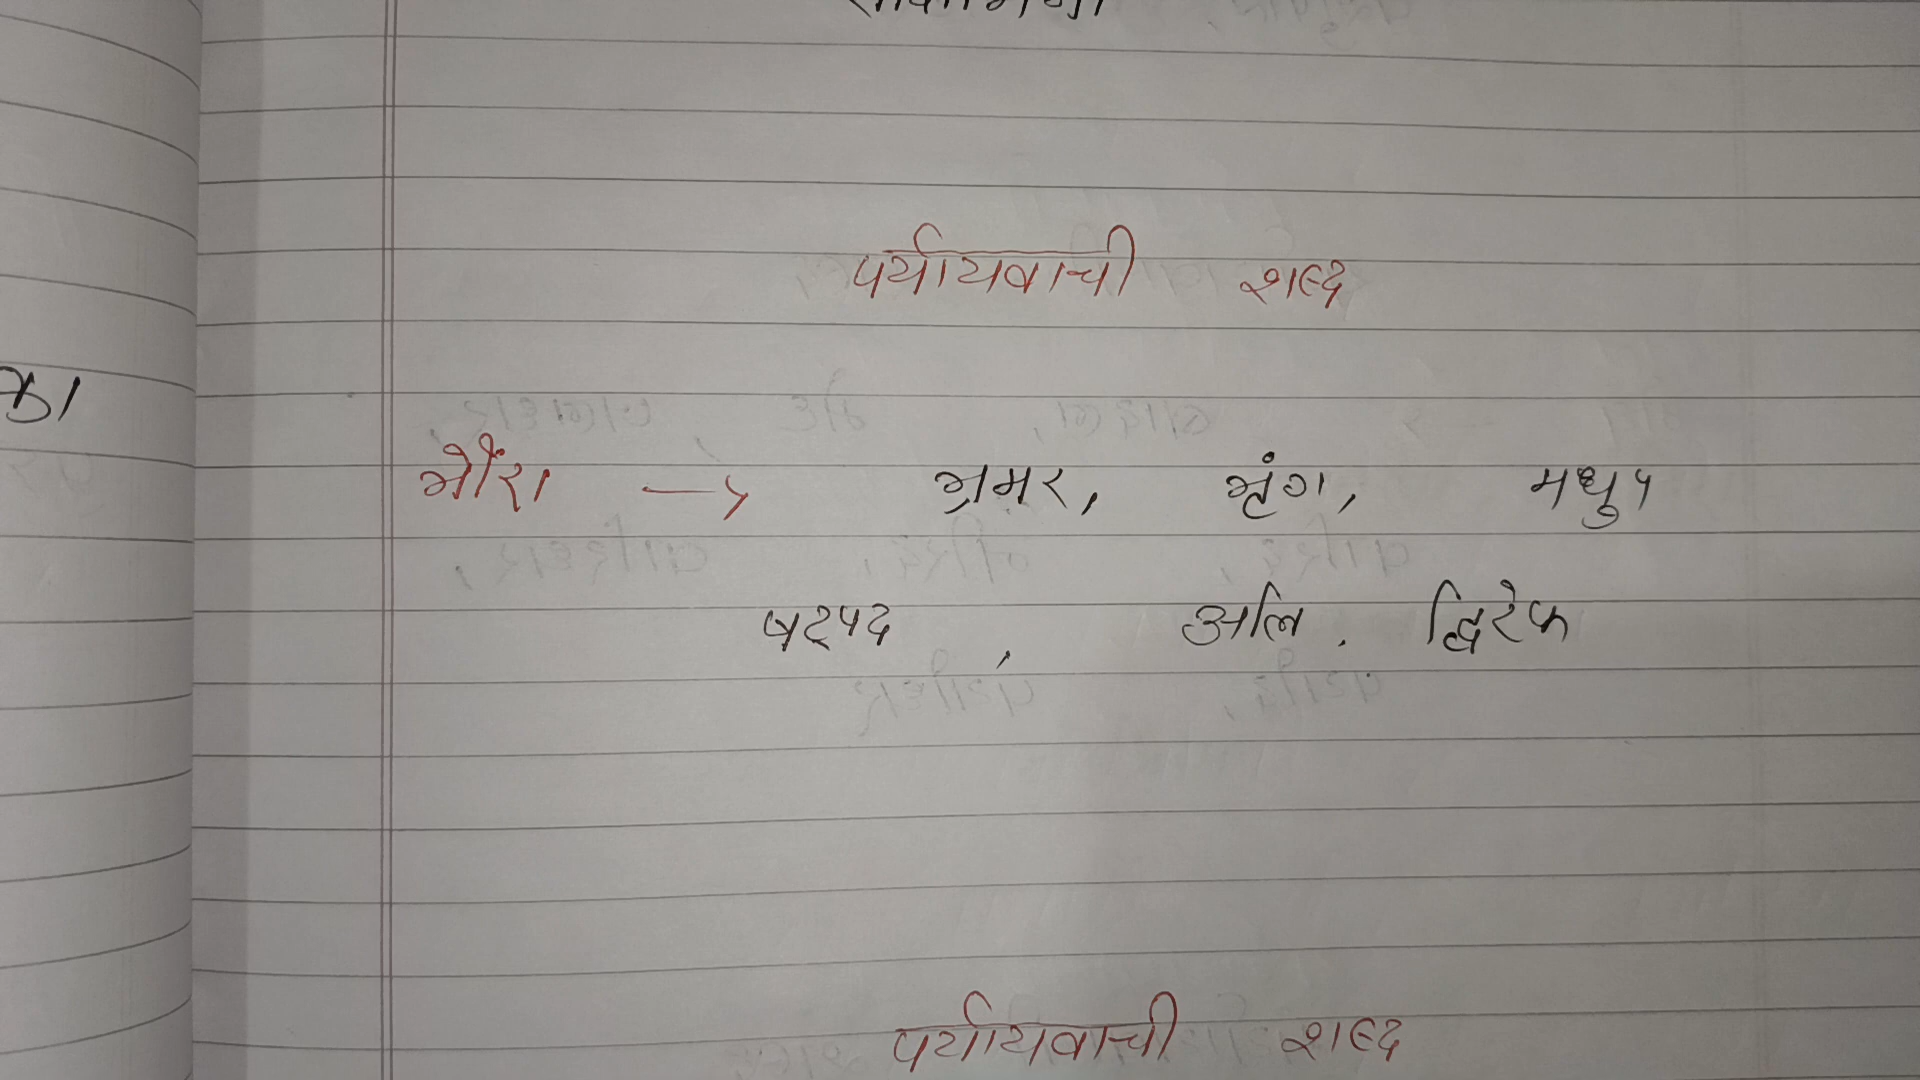 पर्यायवाची शब्द
भौंरा → भ्रमर, भृंग, मधुप
षट्पद, अलि. द्विरेफ
पर्यायवाची शब्द